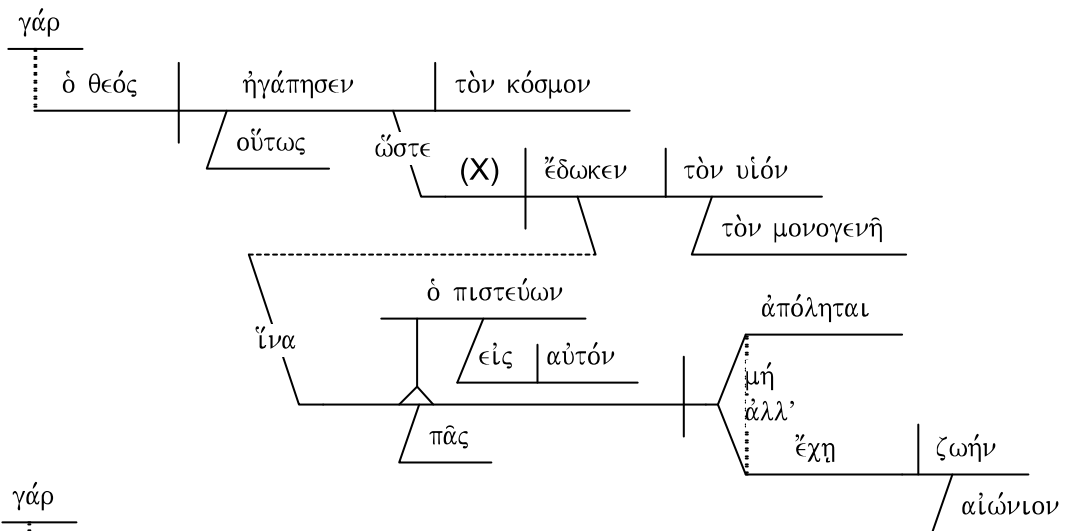 γάρ
ὁ θεός ἠγάπησεν τὸν κόσμον
οὕτως ὥστε
(X) ἔδωκεν τὸν υἱόν
τὸν μονογενῆ
ὁ πιστεύων
ἀπόληται
ἵνα
εἰς αὐτόν
μή
ἀλλ’
πᾶς
ἔχῃ ζωήν
γάρ
αἰώνιον